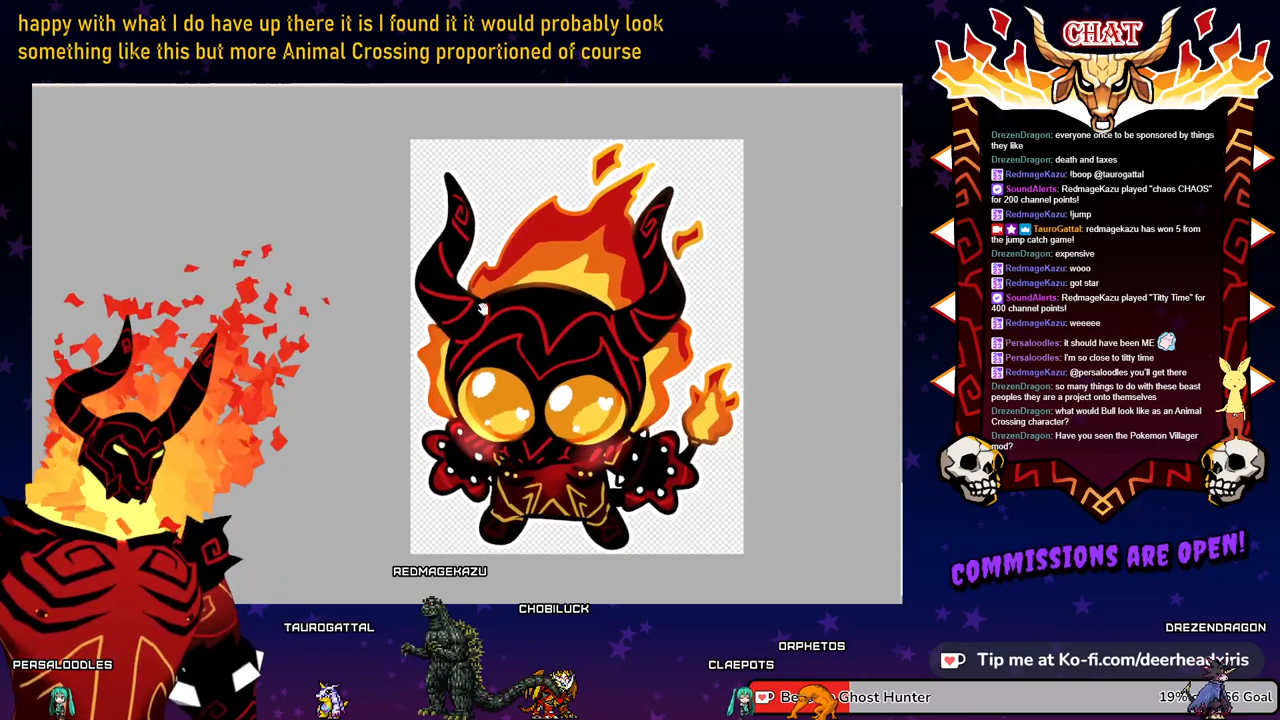 happy with what I do have up there it is I found it it would probably look
something like this but more Animal Crossing proportioned of course
CHAT
DrezenDragon: everyone once to be sponsored by things
they like
DrezenDragon: death and taxes
RedmageKazu: !boop @taurogattal
SoundAlerts: RedmageKazu played "chaos CHAOS"
for 200 channel points!
RedmageKazu: !jump
TauroGattal: redmagekazu has won 5 from
the jump catch game!
DrezenDragon: expensive
RedmageKazu: wooo
RedmageKazu: got star
SoundAlerts: RedmageKazu played "Titty Time" for
400 channel points!
RedmageKazu: weeeee
Persaloodles: it should have been ME
Persaloodles: I'm so close to titty time
RedmageKazu: @persaloodles you'll get there
DrezenDragon: so many things to do with these beast
peoples they are a project onto themselves
DrezenDragon: what would Bull look like as an Animal
Crossing character?
DrezenDragon: Have you seen the Pokemon Villager
mod?
COMMISSIONS ARE OPEN!
REDMAGEKAZU
CHOBILUCK
TAUROGATTAL
DREZENDRAGON
ORPHETOS
PERSALOODLES
CLAEPOTS
Tip me at Ko-fi.com/deerheadxiris
Ghost Hunter
19%
Goal